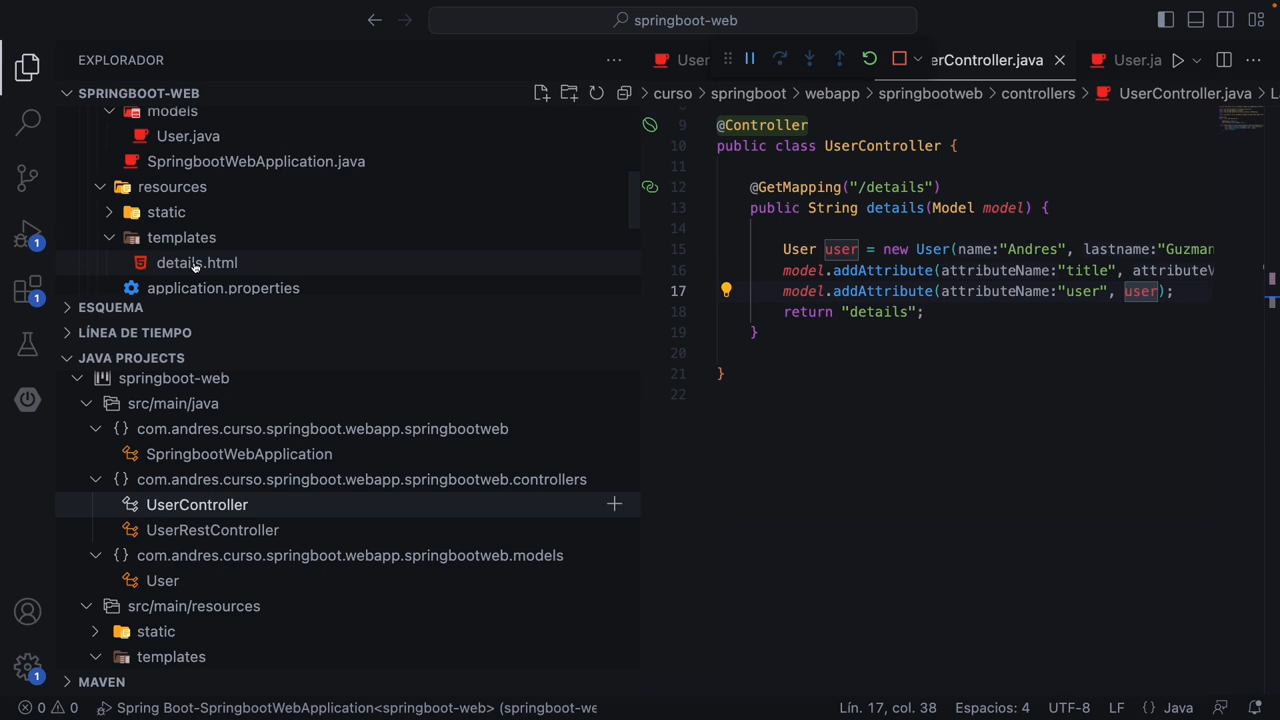 springboot-web
EXPLORADOR
SPRINGBOOT-WEB
models
User.java
SpringbootWebApplication.java
resources
static
templates
details.html
application.properties
ESQUEMA
LÍNEA DE TIEMPO
JAVA PROJECTS
springboot-web
src/main/java
{} com.andres.curso.springboot.webapp.springbootweb
SpringbootWebApplication
{} com.andres.curso.springboot.webapp.springbootweb.controllers
UserController
UserRestController
{} com.andres.curso.springboot.webapp.springbootweb.models
User
src/main/resources
static
templates
MAVEN
1
1
1
User
erController.java
User.ja
curso > springboot > webapp > springbootweb > controllers > UserController.java
9 @Controller
10 public class UserController {
11
12 @GetMapping("/details")
13 public String details(Model model) {
14
15 User user = new User(name:"Andres", lastname:"Guzman
16 model.addAttribute(attributeName:"title", attributeV
17 model.addAttribute(attributeName:"user", user);
18 return "details";
19 }
20
21 }
22
0 0 Spring Boot-SpringbootWebApplication<springboot-web> (springboot-we
Lín. 17, col. 38 Espacios: 4 UTF-8 LF {} Java